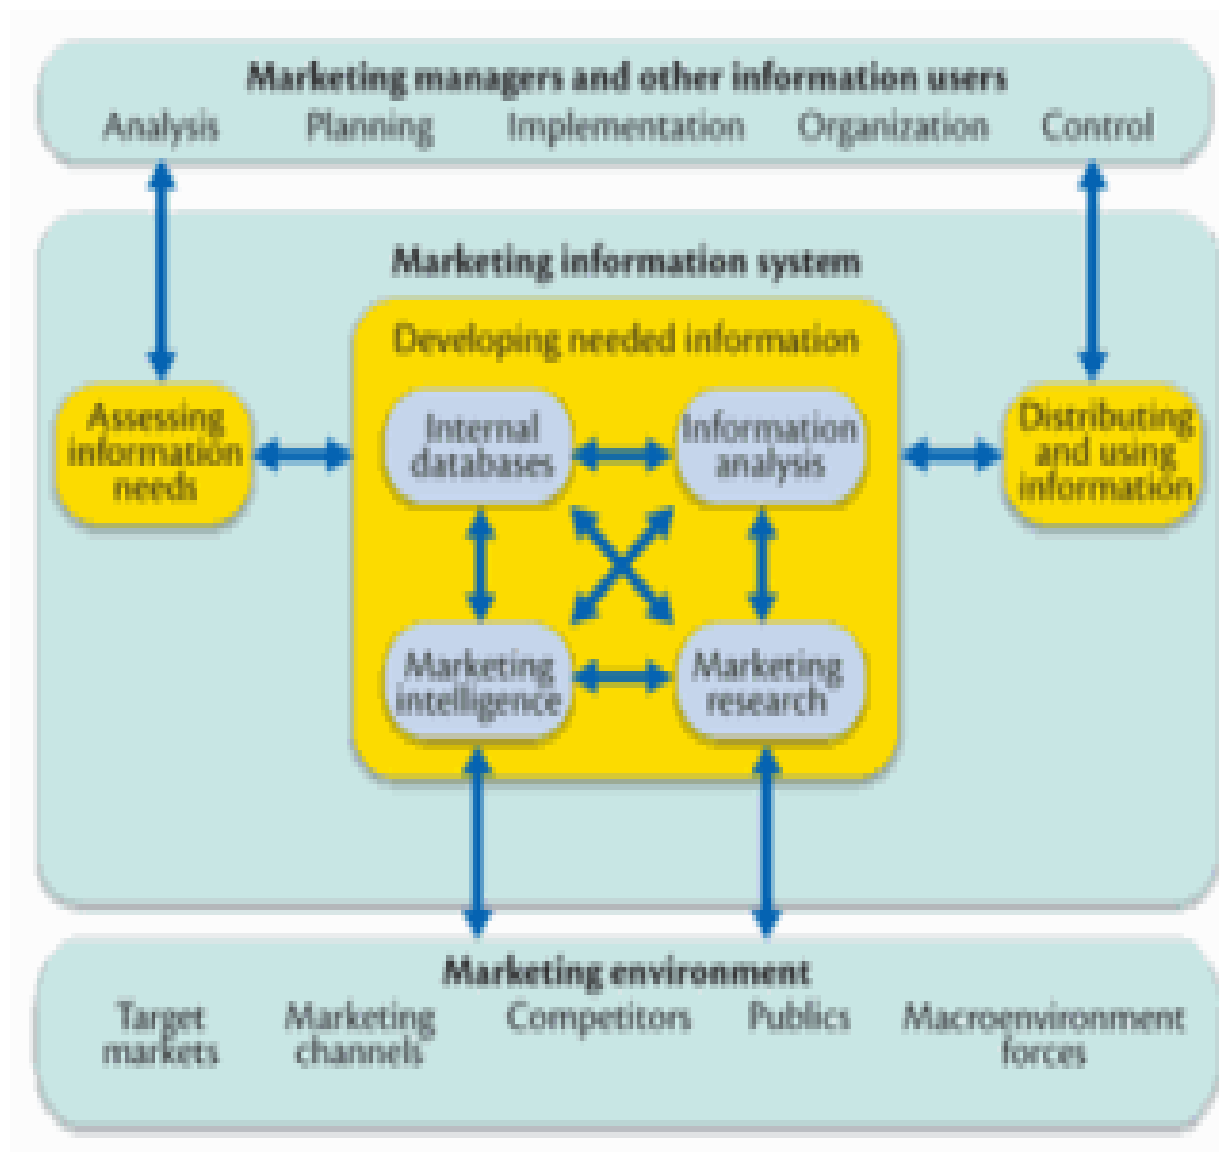 Marketing managers and other information users
Analysis Planning Implementation Organization Control
Marketing information system
Developing needed information
Assessing
information
needs
Internal
databases
Information
analysis
Distributing
and using
information
Marketing
intelligence
Marketing
research
Marketing environment
Target
markets
Marketing
channels
Competitors
Publics
Macroenvironment
forces